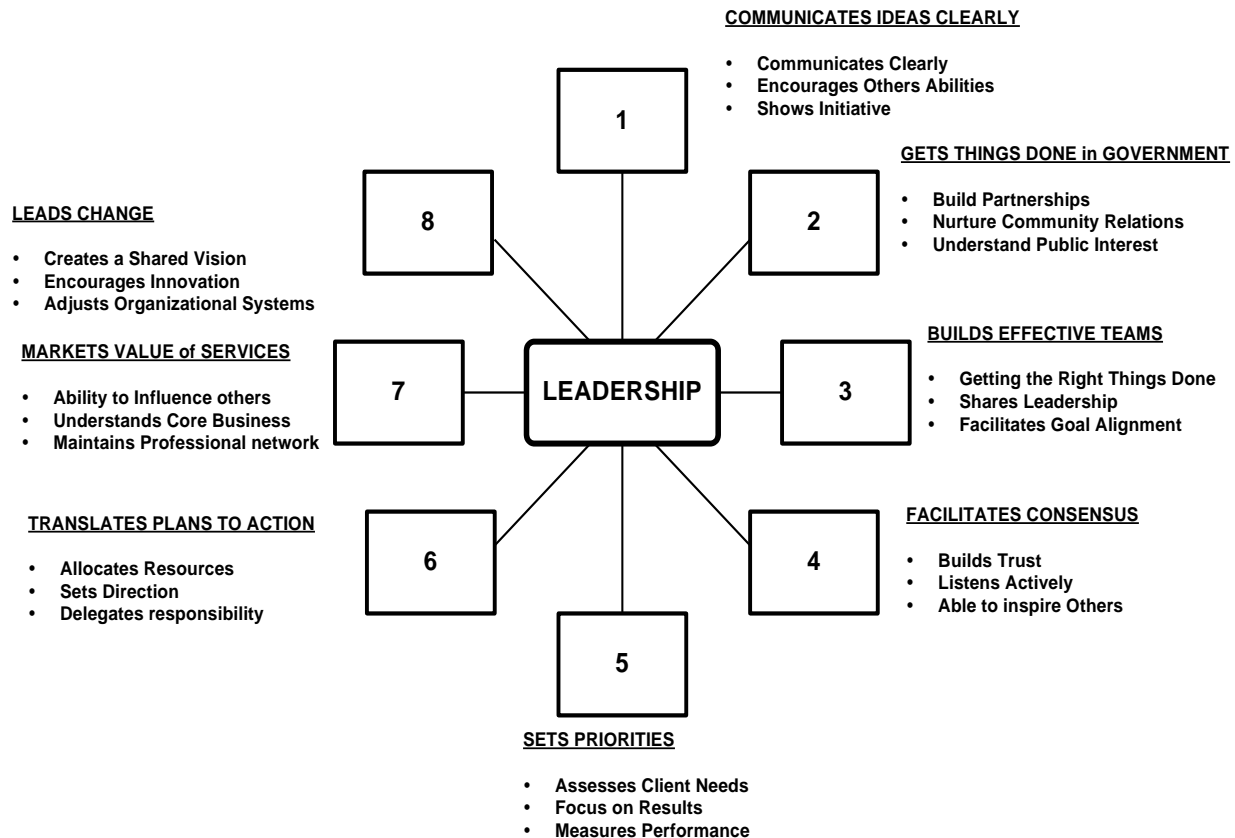 COMMUNICATES IDEAS CLEARLY
• Communicates Clearly
• Encourages Others Abilities
• Shows Initiative
1
GETS THINGS DONE in GOVERNMENT
• Build Partnerships
• Nurture Community Relations
• Understand Public Interest
2
8
LEADS CHANGE
• Creates a Shared Vision
• Encourages Innovation
• Adjusts Organizational Systems
BUILDS EFFECTIVE TEAMS
• Getting the Right Things Done
• Shares Leadership
• Facilitates Goal Alignment
3
LEADERSHIP
7
MARKETS VALUE of SERVICES
• Ability to Influence others
• Understands Core Business
• Maintains Professional network
FACILITATES CONSENSUS
• Builds Trust
• Listens Actively
• Able to inspire Others
4
6
TRANSLATES PLANS TO ACTION
• Allocates Resources
• Sets Direction
• Delegates responsibility
5
SETS PRIORITIES
• Assesses Client Needs
• Focus on Results
• Measures Performance